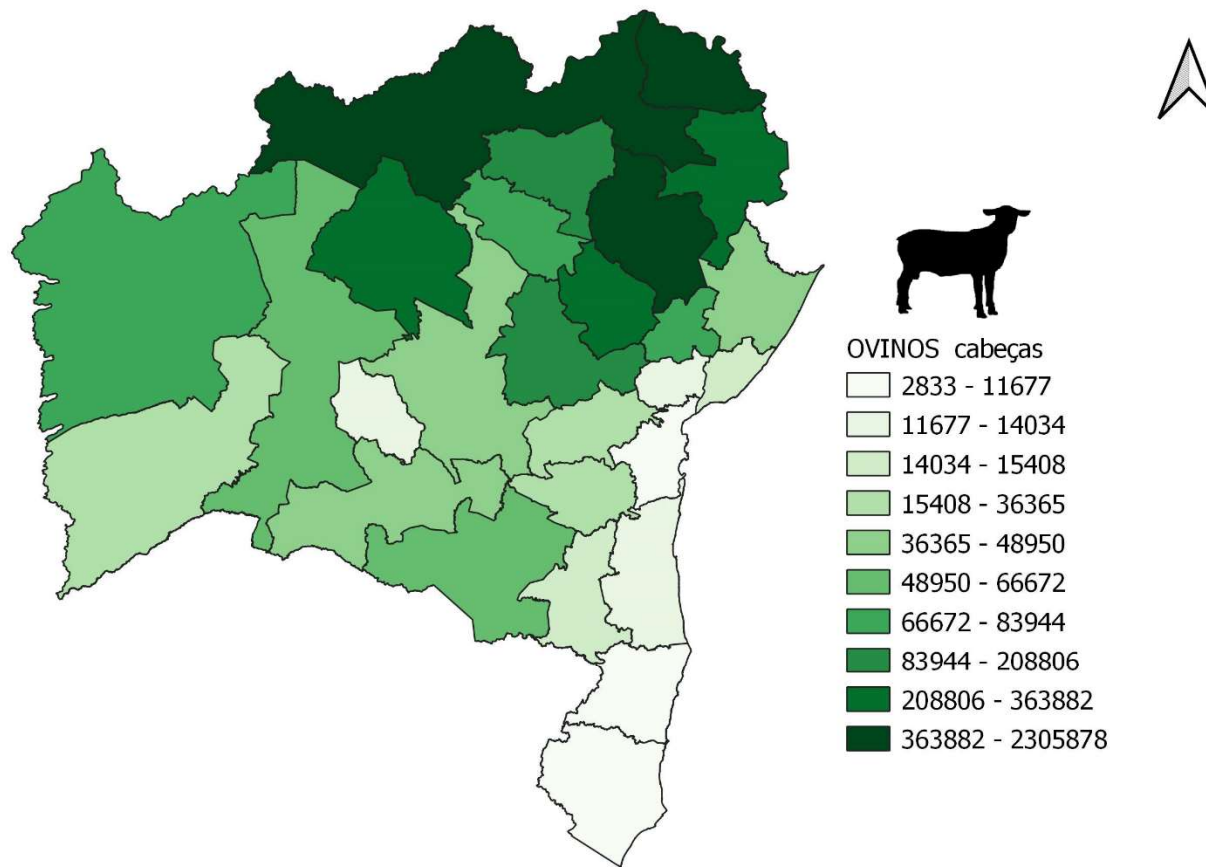 OVINOS cabeças
2833 - 11677
11677 - 14034
14034 - 15408
15408 - 36365
36365 - 48950
48950 - 66672
66672 - 83944
83944 - 208806
208806 - 363882
363882 - 2305878